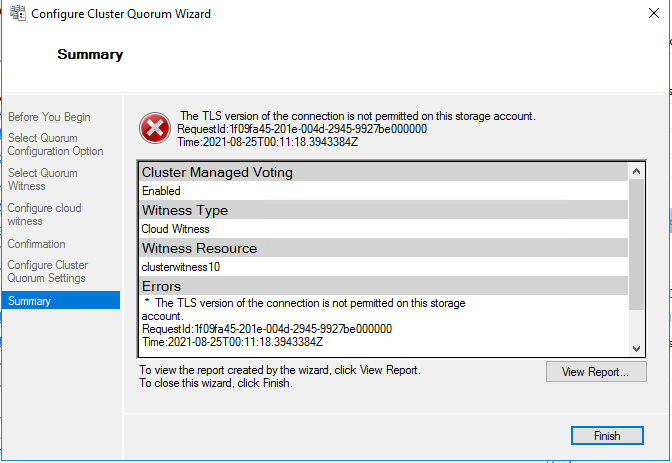 Configure Cluster Quorum Wizard
Summary
Before You Begin
Select Quorum
Configuration Option
Select Quorum
Witness
Configure cloud
witness
Confirmation
Configure Cluster
Quorum Settings
Summary
The TLS version of the connection is not permitted on this storage account.
RequestId:1f09fa45-201e-004d-2945-9927be000000
Time:2021-08-25T00:11:18.3943384Z
Cluster Managed Voting
Enabled
Witness Type
Cloud Witness
Witness Resource
clusterwitness10
Errors
* The TLS version of the connection is not permitted on this storage
account.
RequestId:1f09fa45-201e-004d-2945-9927be000000
Time:2021-08-25T00:11:18.3943384Z
To view the report created by the wizard, click View Report.
To close this wizard, click Finish.
View Report...
Finish